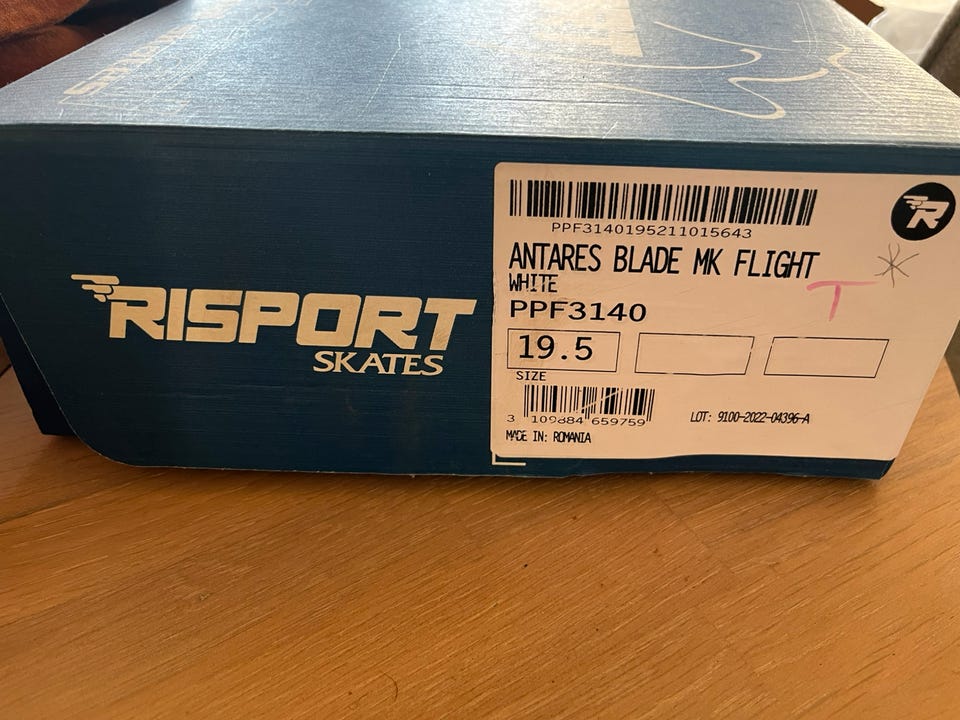 RISPORT
SKATES
PPF3140195211015643
ANTARES BLADE MK FLIGHT
WHITE
T
PPF3140
19.5
SIZE
3 109884 659759
LOT: 9100-2022-04396-A
MADE IN: ROMANIA
R